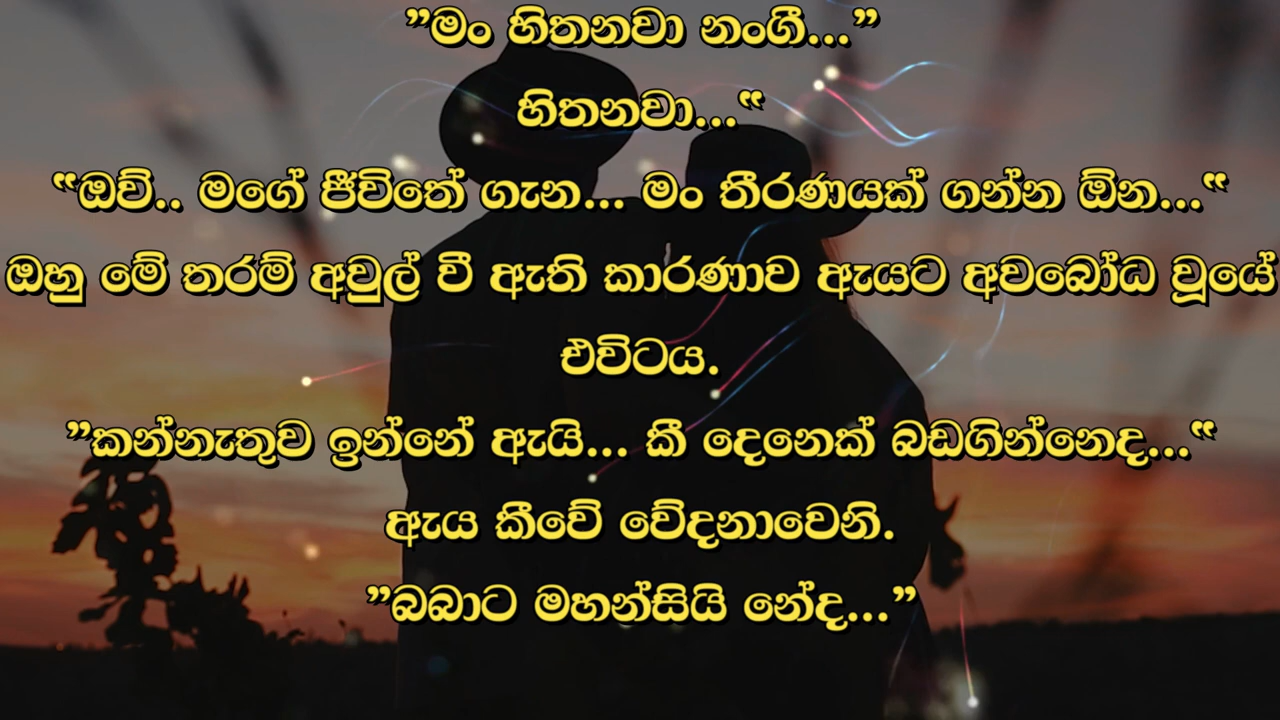 ”මං හිතනවා නංගී...”
හිතනවා...“
“ඔව්.. මගේ ජීවිතේ ගැන... මං තීරණයක් ගන්න ඕන...“
ඔහු මේ තරම් අවුල් වී ඇති කාරණාව ඇයට අවබෝධ වූයේ
එවිටය.
”කන්නැතුව ඉන්නේ ඇයි... කී දෙනෙක් බඩගින්නෙද...“
ඇය කීවේ වේදනාවෙනි.
”බබාට මහන්සියි නේද...”